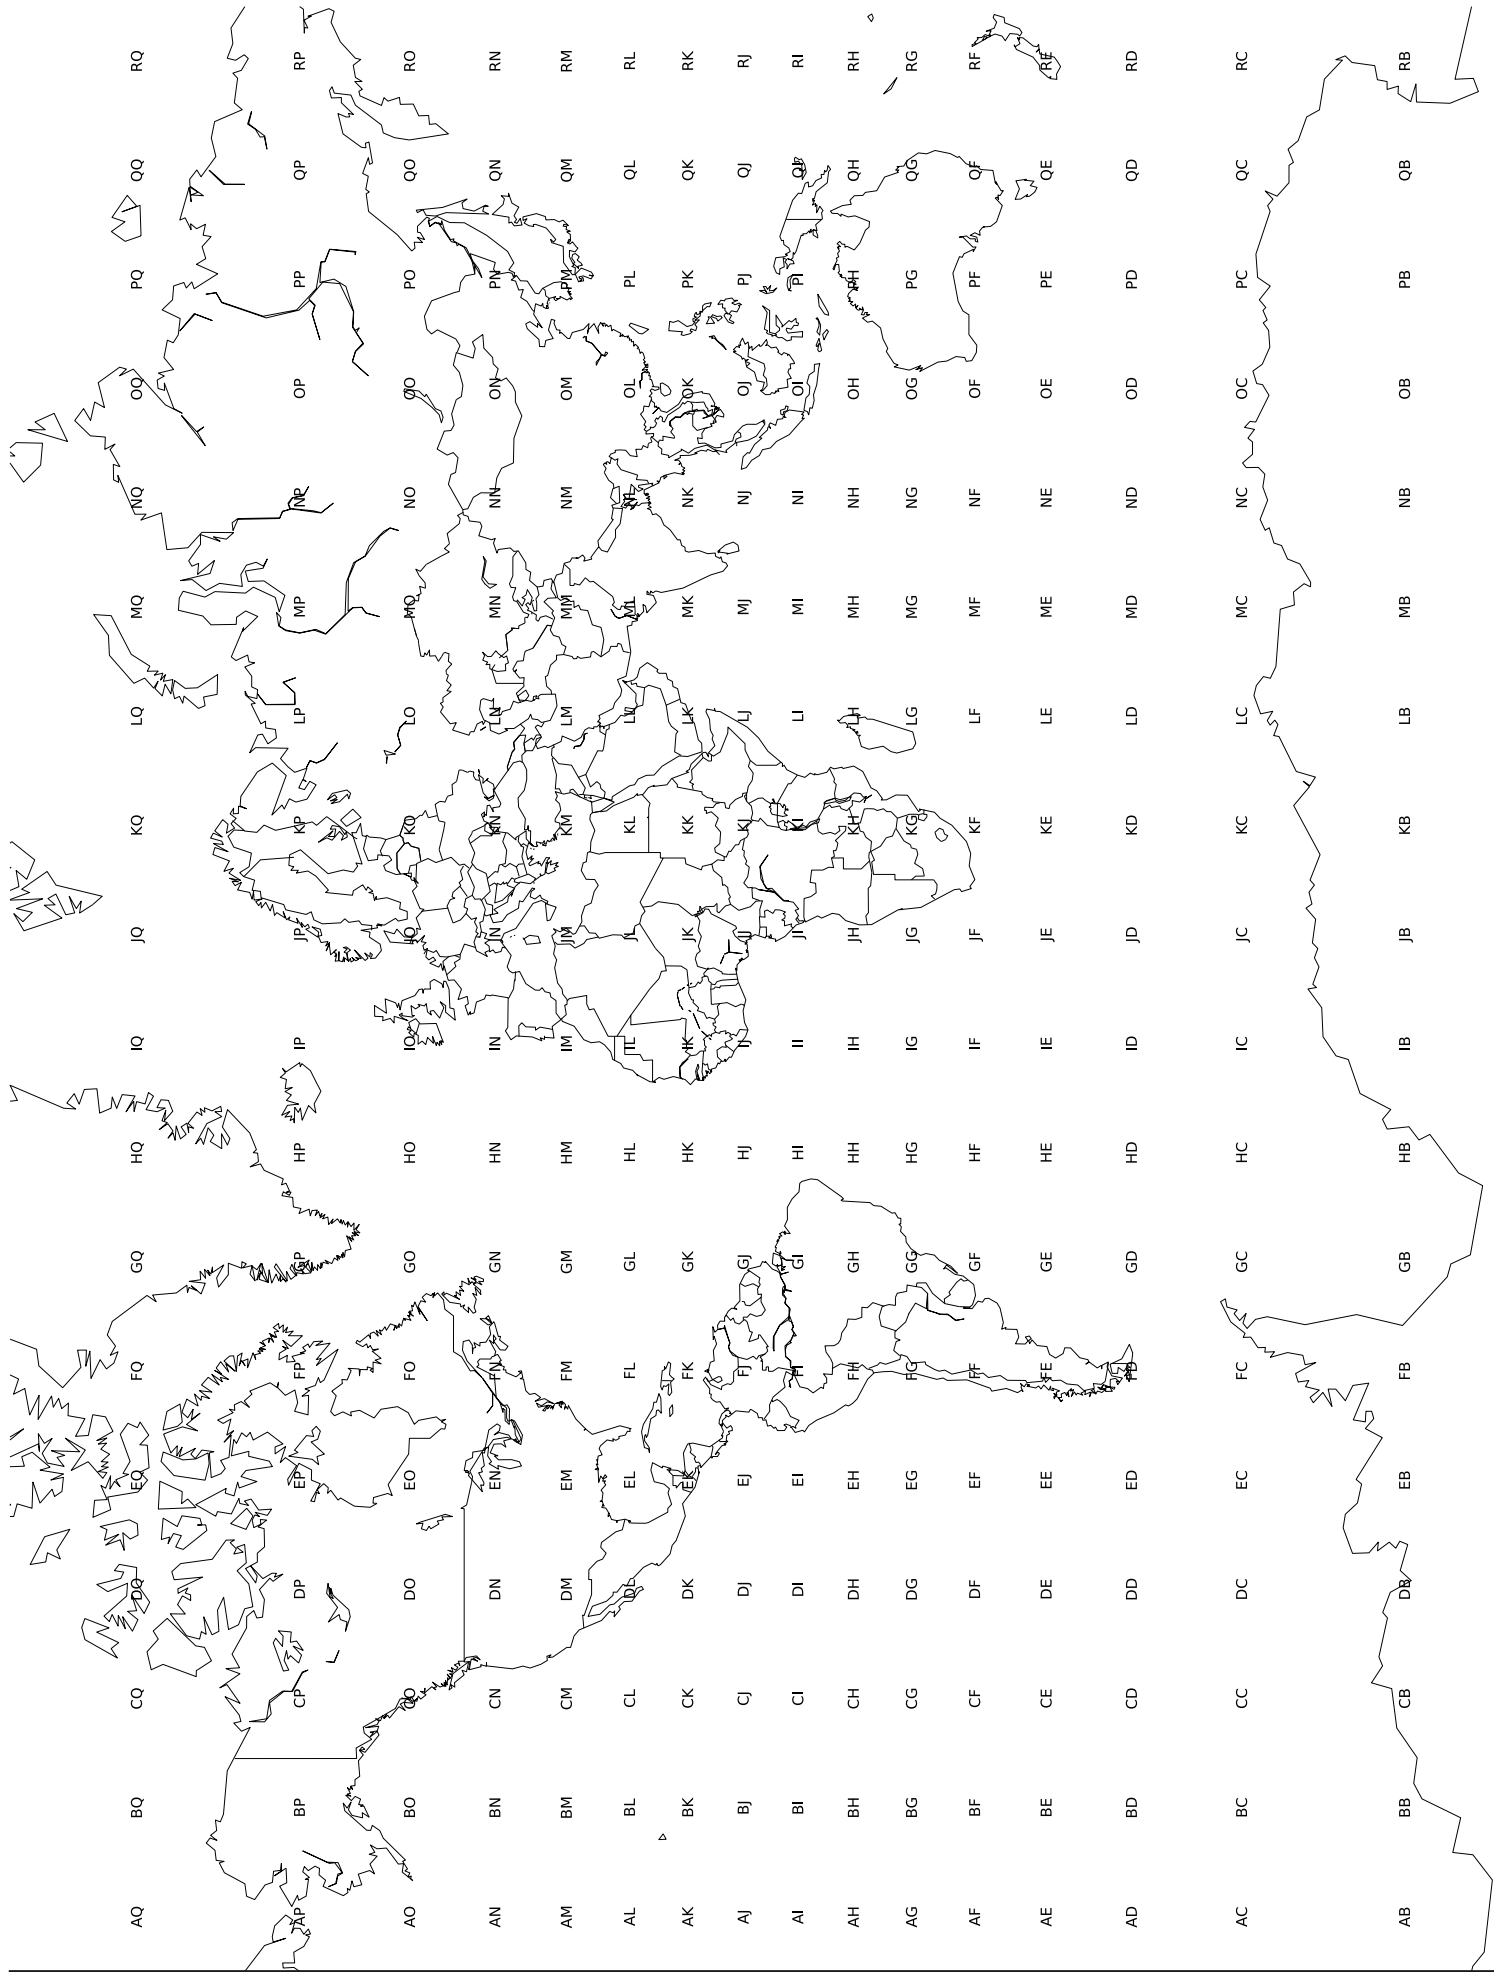 AQ BQ CQ DQ EQ FQ GQ HQ IQ JQ KQ LQ MQ NQ OQ PQ QQ RQ
AP BP CP DP EP FP GP HP IP JP KP LP MP NP OP PP QP RP
AO BO CO DO EO FO GO HO IO JO KO LO MO NO OO PO QO RO
AN BN CN DN EN FN GN HN IN JN KN LN MN NN ON PN QN RN
AM BM CM DM EM FM GM HM IM JM KM LM MM NM OM PM QM RM
AL BL CL DL EL FL GL HL IL JL KL LL ML NL OL PL QL RL
AK BK CK DK EK FK GK HK IK JK KK LK MK NK OK PK QK RK
AJ BJ CJ DJ EJ FJ GJ HJ IJ JJ KJ LJ MJ NJ OJ PJ QJ RJ
AI BI CI DI EI FI GI HI II JI KI LI MI NI OI PI QI RI
AH BH CH DH EH FH GH HH IH JH KH LH MH NH OH PH QH RH
AG BG CG DG EG FG GG HG IG JG KG LG MG NG OG PG QG RG
AF BF CF DF EF FF GF HF IF JF KF LF MF NF OF PF QF RF
AE BE CE DE EE FE GE HE IE JE KE LE ME NE OE PE QE RE
AD BD CD DD ED FD GD HD ID JD KD LD MD ND OD PD QD RD
AC BC CC DC EC FC GC HC IC JC KC LC MC NC OC PC QC RC
AB BB CB DB EB FB GB HB IB JB KB LB MB NB OB PB QB RB